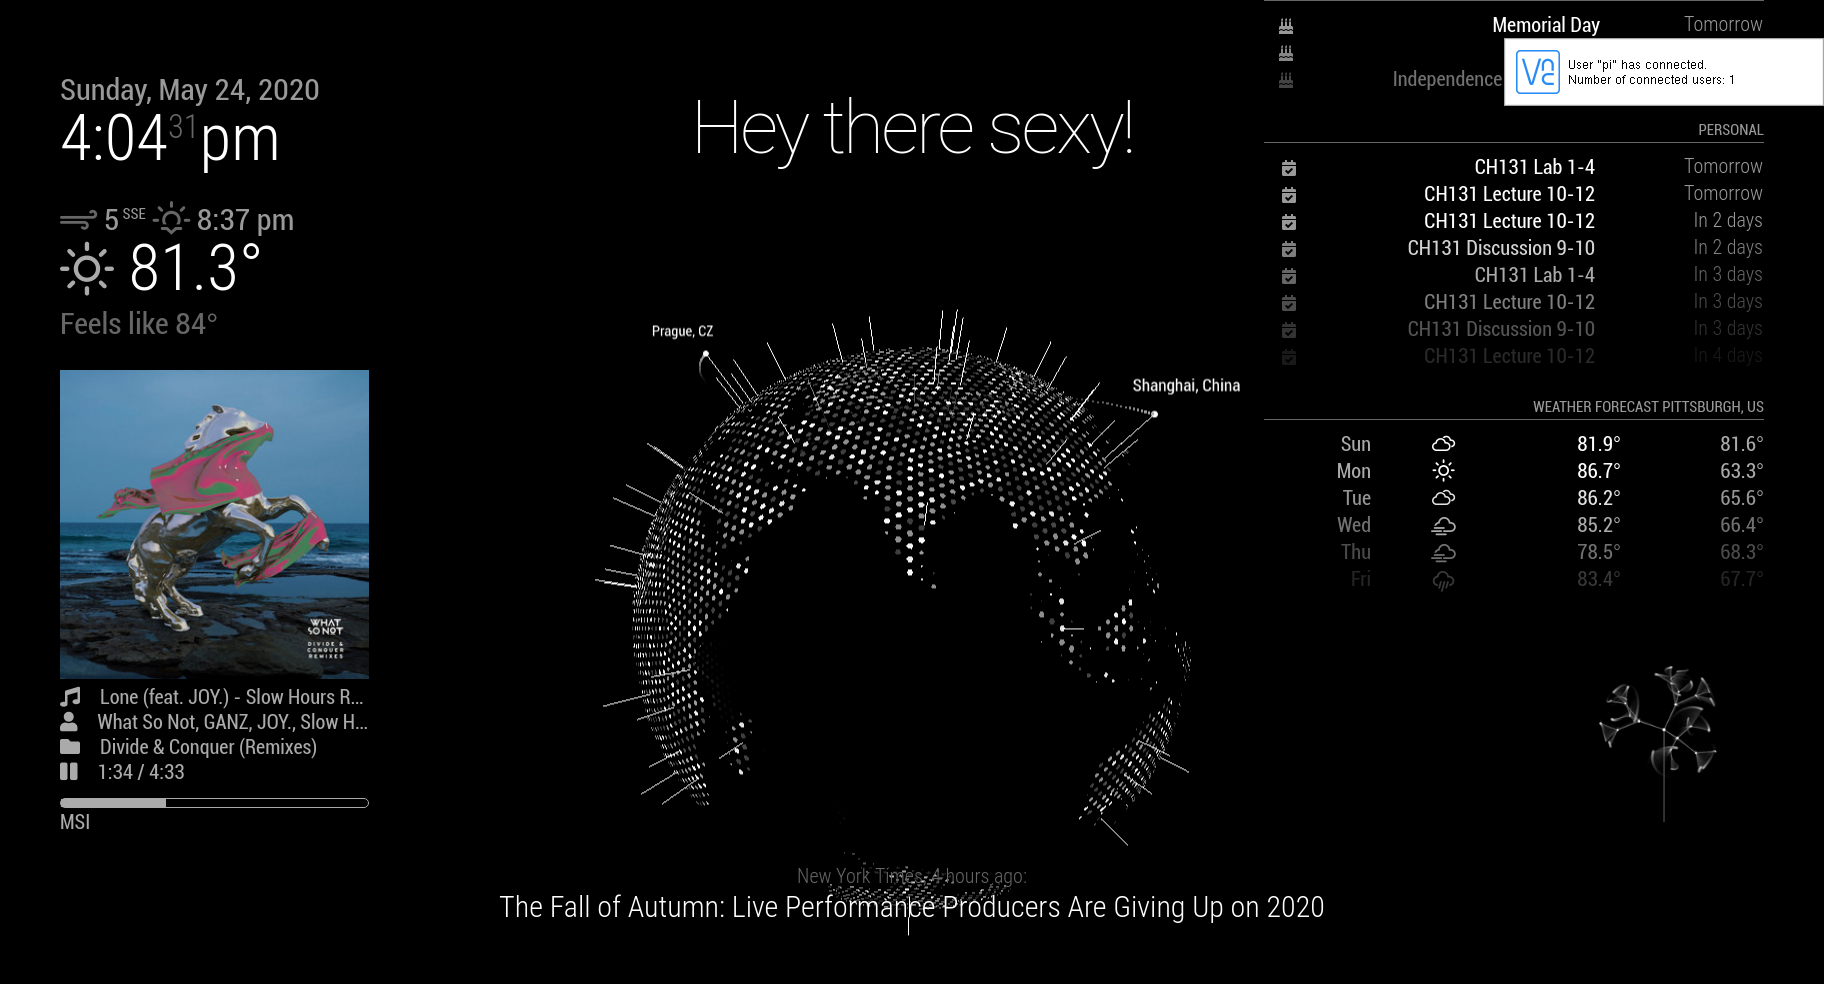 Sunday, May 24, 2020
4:04 31 pm
5 SSE 8:37 pm
81.3°
Feels like 84°
WHAT
SO NOT
DIVIDE &
CONQUER
REMIXES
Lone (feat. JOY.) - Slow Hours R...
What So Not, GANZ, JOY., Slow H...
Divide & Conquer (Remixes)
1:34 / 4:33
MSI
Hey there sexy!
Prague, CZ
Shanghai, China
New York Times, 4 hours ago:
The Fall of Autumn: Live Performance Producers Are Giving Up on 2020
Memorial Day Tomorrow
Independence
User "pi" has connected.
Number of connected users: 1
PERSONAL
CH131 Lab 1-4 Tomorrow
CH131 Lecture 10-12 Tomorrow
CH131 Lecture 10-12 In 2 days
CH131 Discussion 9-10 In 2 days
CH131 Lab 1-4 In 3 days
CH131 Lecture 10-12 In 3 days
CH131 Discussion 9-10 In 3 days
CH131 Lecture 10-12 In 4 days
WEATHER FORECAST PITTSBURGH, US
Sun 81.9° 81.6°
Mon 86.7° 63.3°
Tue 86.2° 65.6°
Wed 85.2° 66.4°
Thu 78.5° 68.3°
Fri 83.4° 67.7°